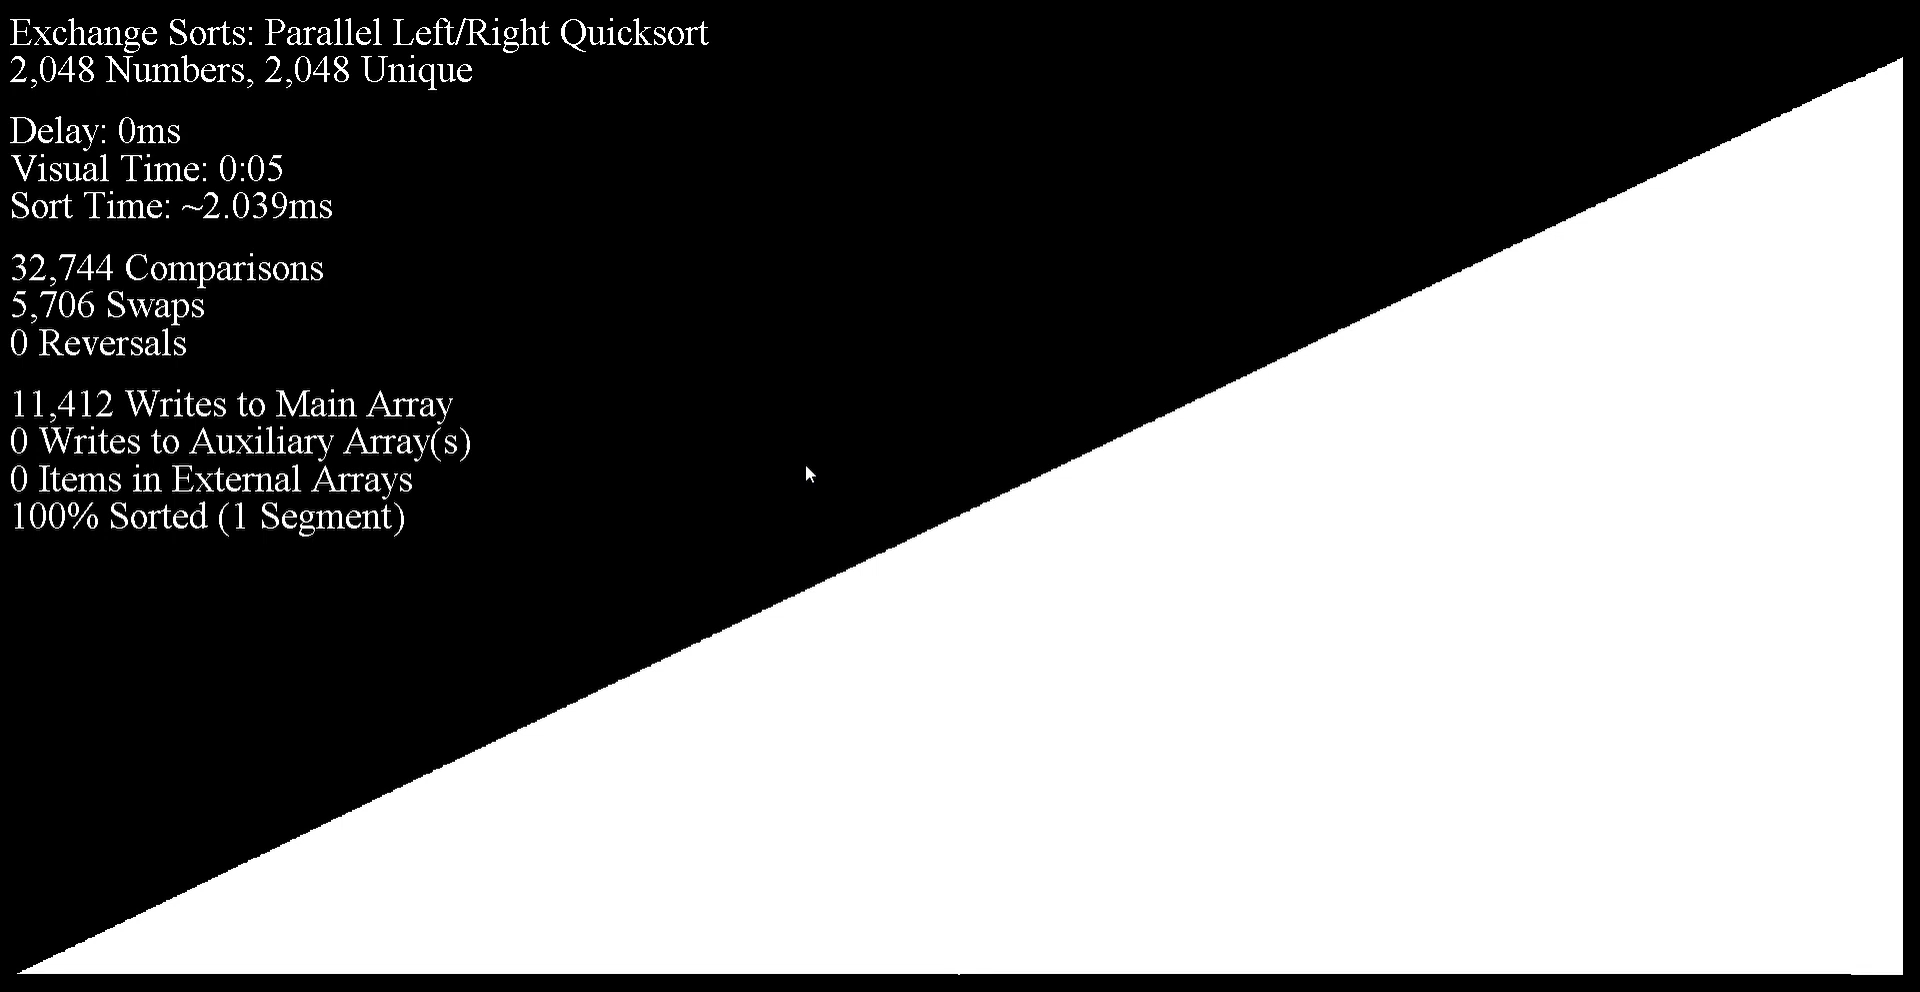 Exchange Sorts: Parallel Left/Right Quicksort
2,048 Numbers, 2,048 Unique
Delay: 0ms
Visual Time: 0:05
Sort Time: ~2.039ms
32,744 Comparisons
5,706 Swaps
0 Reversals
11,412 Writes to Main Array
0 Writes to Auxiliary Array(s)
0 Items in External Arrays
100% Sorted (1 Segment)